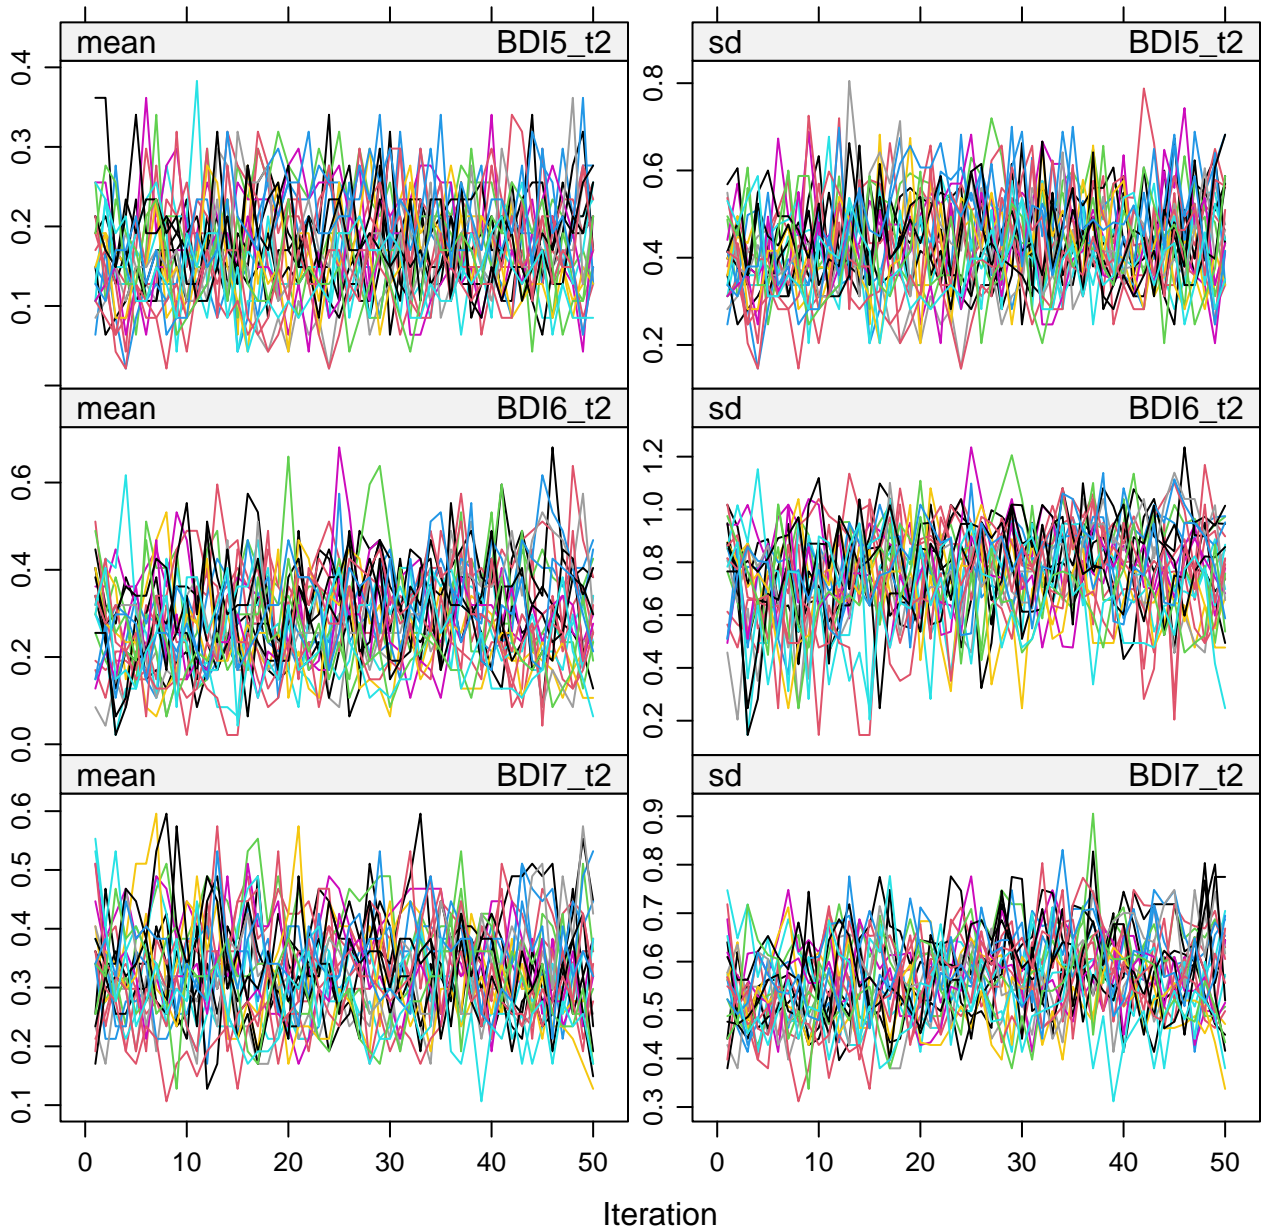 mean BDI5_t2 sd BDI5_t2
0.1 0.2 0.3 0.4
0.2 0.4 0.6 0.8
mean BDI6_t2 sd BDI6_t2
0.0 0.2 0.4 0.6
0.2 0.4 0.6 0.8 1.0 1.2
mean BDI7_t2 sd BDI7_t2
0.1 0.2 0.3 0.4 0.5 0.6
0.3 0.4 0.5 0.6 0.7 0.8 0.9
0 10 20 30 40 50 0 10 20 30 40 50
Iteration